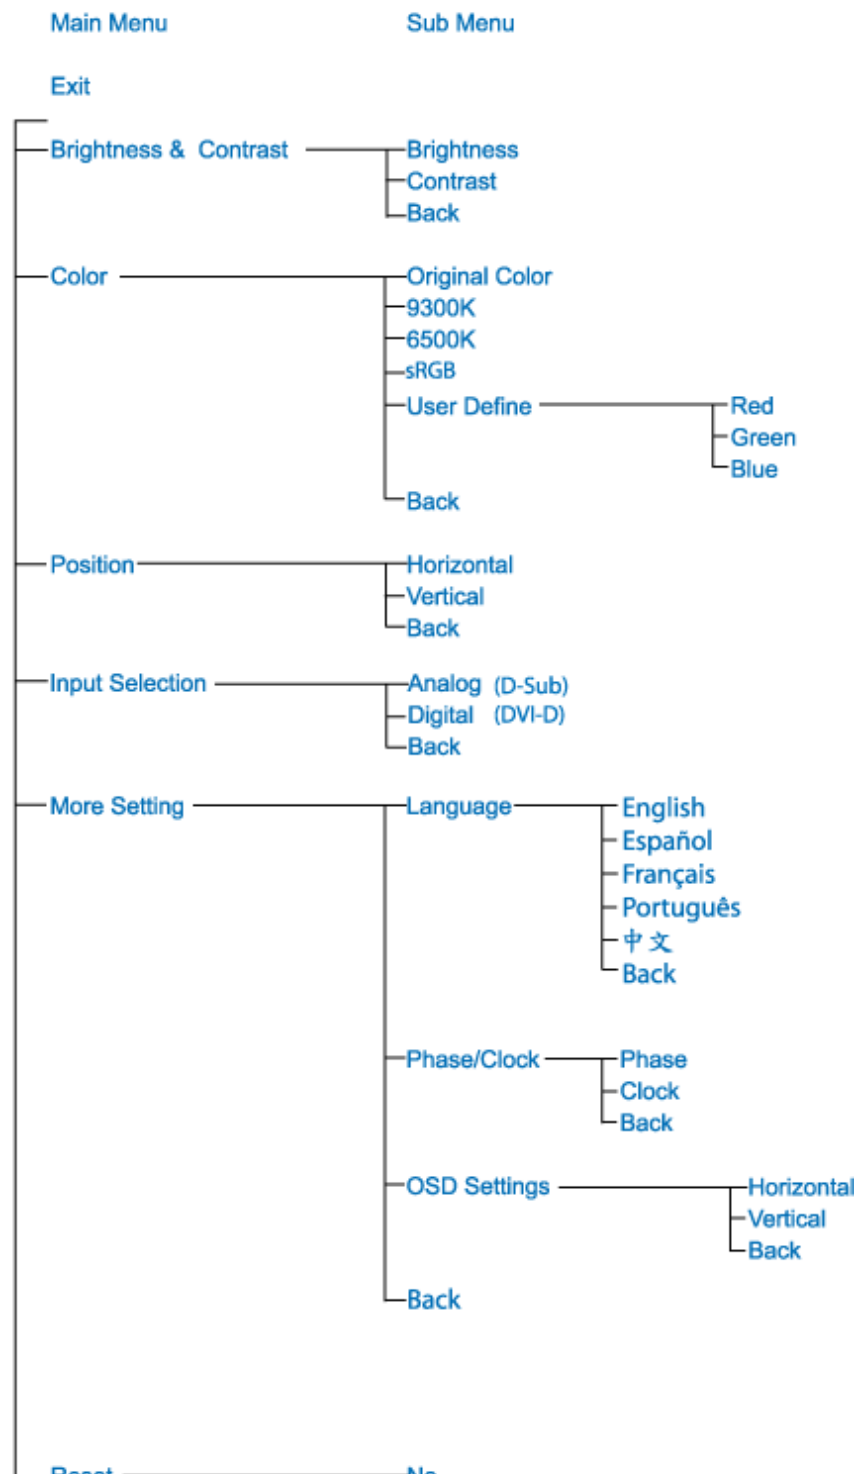 Main Menu Sub Menu
Exit
Brightness & Contrast Brightness
Contrast
Back
Color Original Color
9300K
6500K
sRGB
User Define Red
Green
Blue
Back
Position Horizontal
Vertical
Back
Input Selection Analog (D-Sub)
Digital (DVI-D)
Back
More Setting Language English
Español
Français
Português
中文
Back
Phase/Clock Phase
Clock
Back
OSD Settings Horizontal
Vertical
Back
Back
Reset No